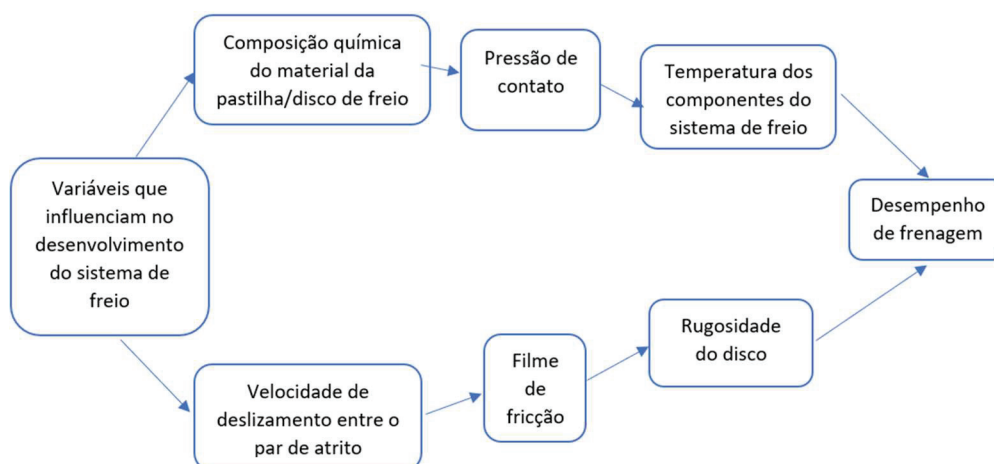 Composição química
do material da
pastilha/disco de freio
Pressão de
contato
Temperatura dos
componentes do
sistema de freio
Variáveis que
influenciam no
desenvolvimento
do sistema de
freio
Desempenho
de frenagem
Velocidade de
deslizamento entre o
par de atrito
Filme
de
fricção
Rugosidade
do disco